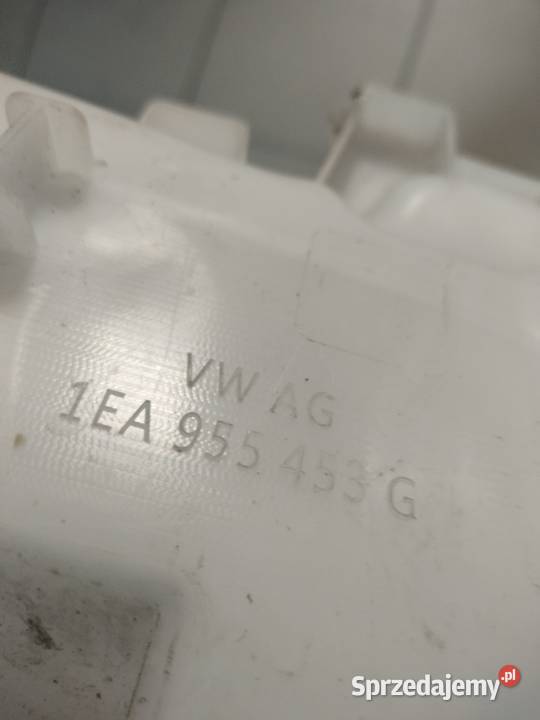 VW AG
1EA 955 453 G
Sprzedajemy.pl